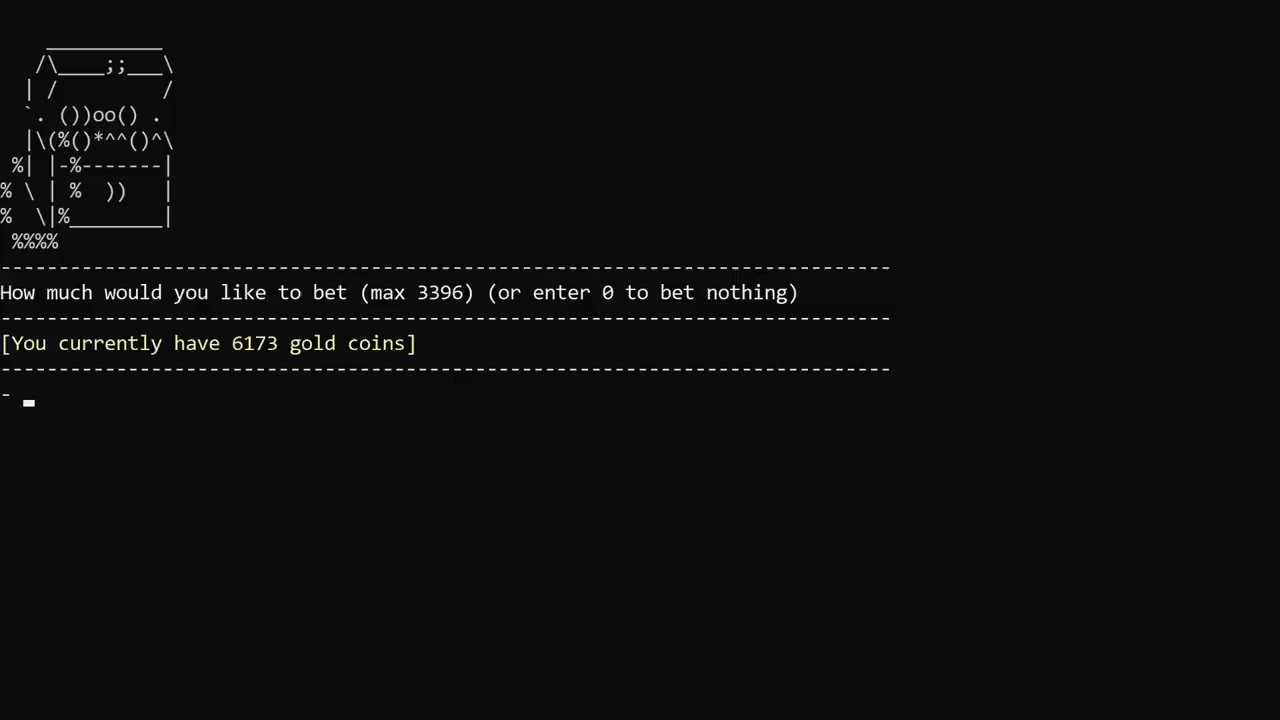 How much would you like to bet (max 3396) (or enter 0 to bet nothing)
[You currently have 6173 gold coins]
-